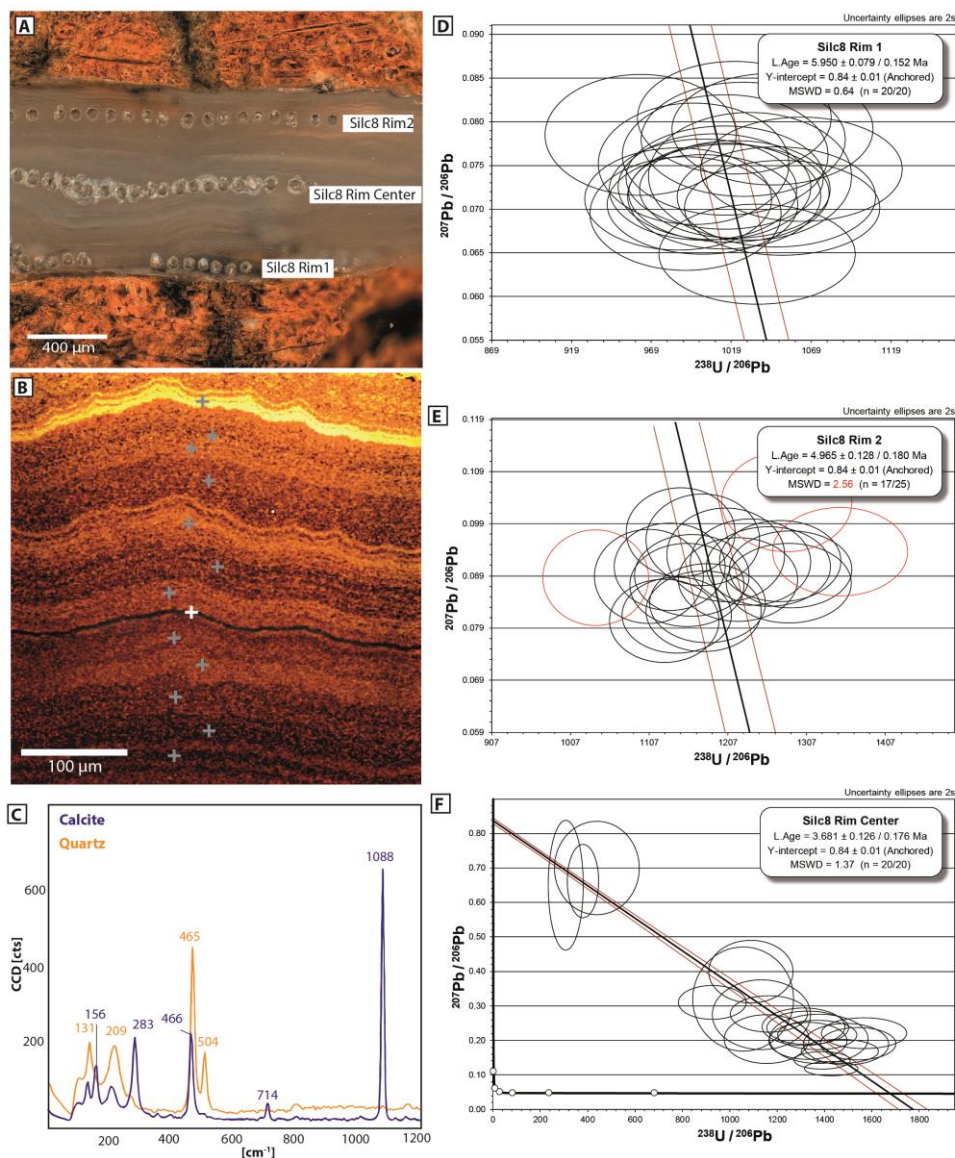 A
Silc8 Rim2
Silc8 Rim Center
Silc8 Rim1
400 µm
B
100 µm
C
Calcite
Quartz
1088
600
465
400
CCD [cts]
156
131
209
283
466
504
200
714
200
400
600
800
1000
1200
[cm⁻¹]
Uncertainty ellipses are 2s
D
0.090
Silc8 Rim 1
L.Age = 5.950 ± 0.079 / 0.152 Ma
Y-intercept = 0.84 ± 0.01 (Anchored)
MSWD = 0.64 (n = 20/20)
0.085
0.080
0.075
0.070
0.065
0.060
0.055
²⁰⁷Pb / ²⁰⁶Pb
869
919
969
1019
1069
1119
²³⁸U / ²⁰⁶Pb
Uncertainty ellipses are 2s
E
0.119
Silc8 Rim 2
L.Age = 4.965 ± 0.128 / 0.180 Ma
Y-intercept = 0.84 ± 0.01 (Anchored)
MSWD = 2.56 (n = 17/25)
0.109
0.099
0.089
0.079
0.069
0.059
²⁰⁷Pb / ²⁰⁶Pb
907
1007
1107
1207
1307
1407
²³⁸U / ²⁰⁶Pb
Uncertainty ellipses are 2s
F
Silc8 Rim Center
L.Age = 3.681 ± 0.126 / 0.176 Ma
Y-intercept = 0.84 ± 0.01 (Anchored)
MSWD = 1.37 (n = 20/20)
0.80
0.70
0.60
0.50
0.40
0.30
0.20
0.10
0.00
²⁰⁷Pb / ²⁰⁶Pb
0
200
400
600
800
1000
1200
1400
1600
1800
²³⁸U / ²⁰⁶Pb